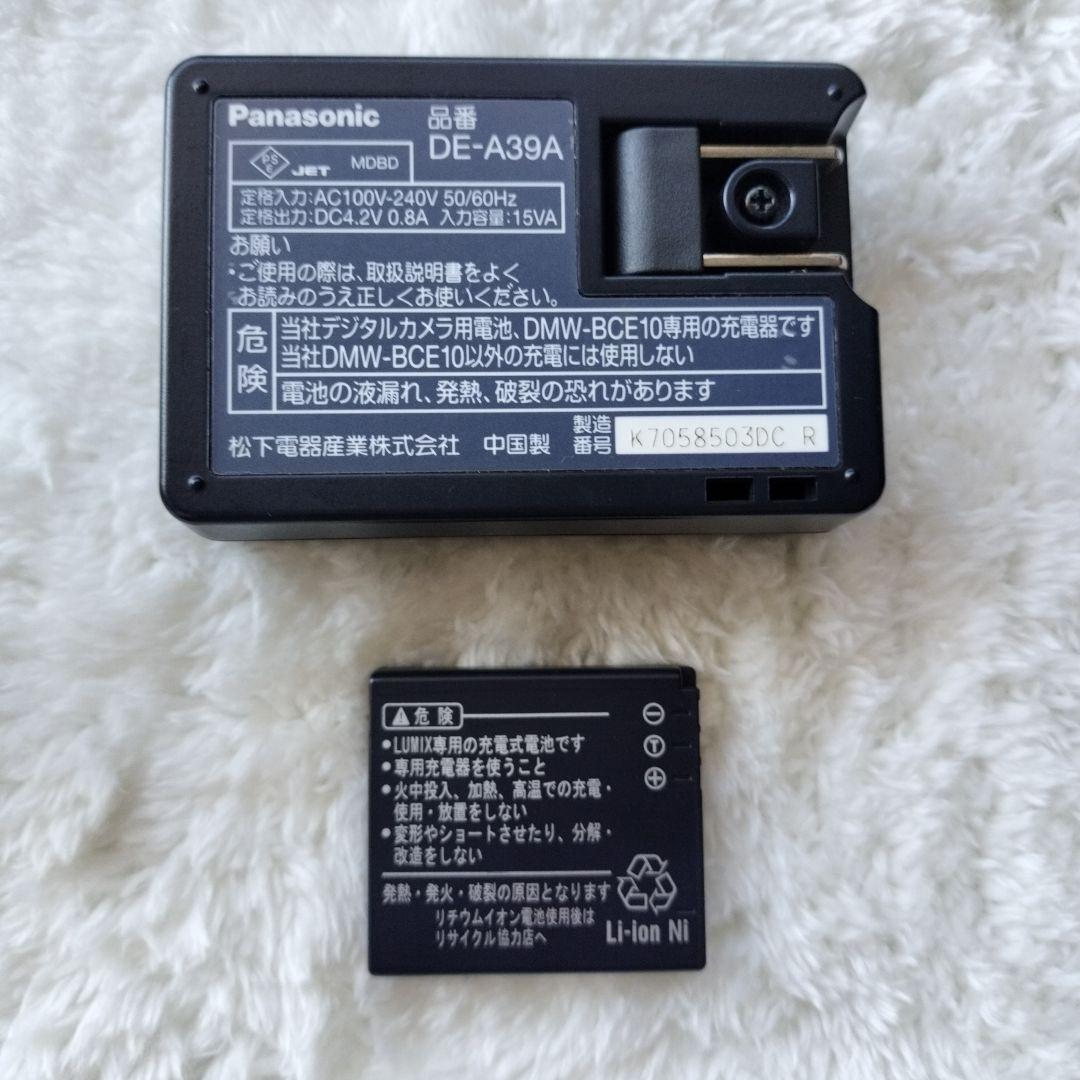 Panasonic 品番
DE-A39A
PS
E JET MDBD
定格入力:AC100V-240V 50/60Hz
定格出力:DC4.2V 0.8A 入力容量:15VA
お願い
・ご使用の際は、取扱説明書をよく
お読みのうえ正しくお使いください。
危険
当社デジタルカメラ用電池、DMW-BCE10専用の充電器です
当社DMW-BCE10以外の充電には使用しない
電池の液漏れ、発熱、破裂の恐れがあります
松下電器産業株式会社 中国製 製造番号 K7058503DC R
危険
●LUMIX専用の充電式電池です
●専用充電器を使うこと
●火中投入、加熱、高温での充電・
使用・放置をしない
●変形やショートさせたり、分解・
改造をしない
発熱・発火・破裂の原因となります
リチウムイオン電池使用後は
リサイクル協力店へ
⊖
T
⊕
Li-ion Ni